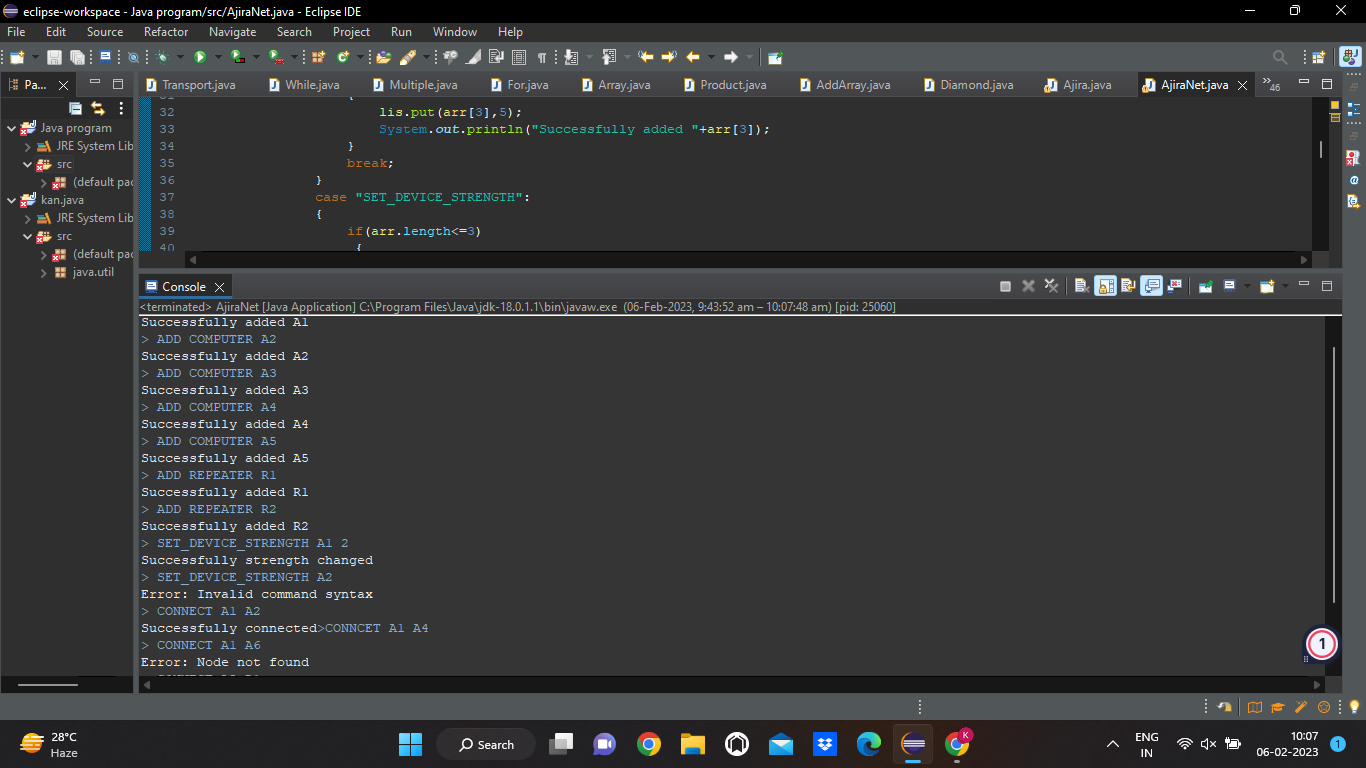 eclipse-workspace - Java program/src/AjiraNet.java - Eclipse IDE
File Edit Source Refactor Navigate Search Project Run Window Help
Pa...
Transport.java While.java Multiple.java For.java Array.java Product.java AddArray.java Diamond.java Ajira.java AjiraNet.java
46
Java program
JRE System Lib
src
(default pac
kan.java
JRE System Lib
src
(default pac
java.util
31 {
32 lis.put(arr[3],5);
33 System.out.println("Successfully added "+arr[3]);
34 }
35 break;
36 }
37 case "SET_DEVICE_STRENGTH":
38 {
39 if(arr.length<=3)
40 {
Console
<terminated> AjiraNet [Java Application] C:\Program Files\Java\jdk-18.0.1.1\bin\javaw.exe (06-Feb-2023, 9:43:52 am – 10:07:48 am) [pid: 25060]
Successfully added A1
> ADD COMPUTER A2
Successfully added A2
> ADD COMPUTER A3
Successfully added A3
> ADD COMPUTER A4
Successfully added A4
> ADD COMPUTER A5
Successfully added A5
> ADD REPEATER R1
Successfully added R1
> ADD REPEATER R2
Successfully added R2
> SET_DEVICE_STRENGTH A1 2
Successfully strength changed
> SET_DEVICE_STRENGTH A2
Error: Invalid command syntax
> CONNECT A1 A2
Successfully connected>CONNCET A1 A4
> CONNECT A1 A6
Error: Node not found
1
28°C
Haze
Search
K
ENG
IN
10:07
06-02-2023
1